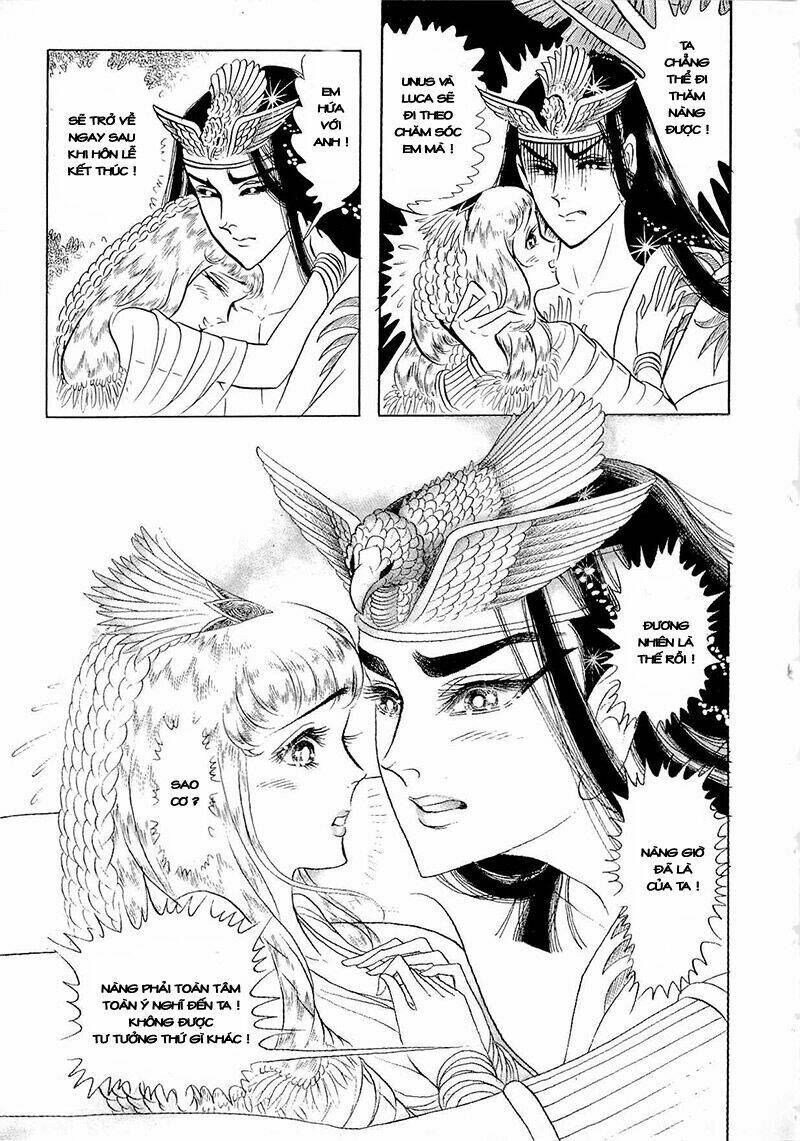 TA
CHẲNG
THỂ ĐI
THĂM
NÀNG
ĐƯỢC !
UNUS VÀ
LUCA SẼ
ĐI THEO
CHĂM SÓC
EM MÀ !
EM
HỨA
VỚI
ANH !
SẼ TRỞ VỀ
NGAY SAU
KHI HÔN LỄ
KẾT THÚC !
ĐƯƠNG
NHIÊN LÀ
THẾ RỒI !
SAO
CƠ ?
NÀNG GIỜ
ĐÃ LÀ
CỦA TA !
NÀNG PHẢI TOÀN TÂM
TOÀN Ý NGHĨ ĐẾN TA !
KHÔNG ĐƯỢC
TƯ TƯỞNG THỨ GÌ KHÁC !